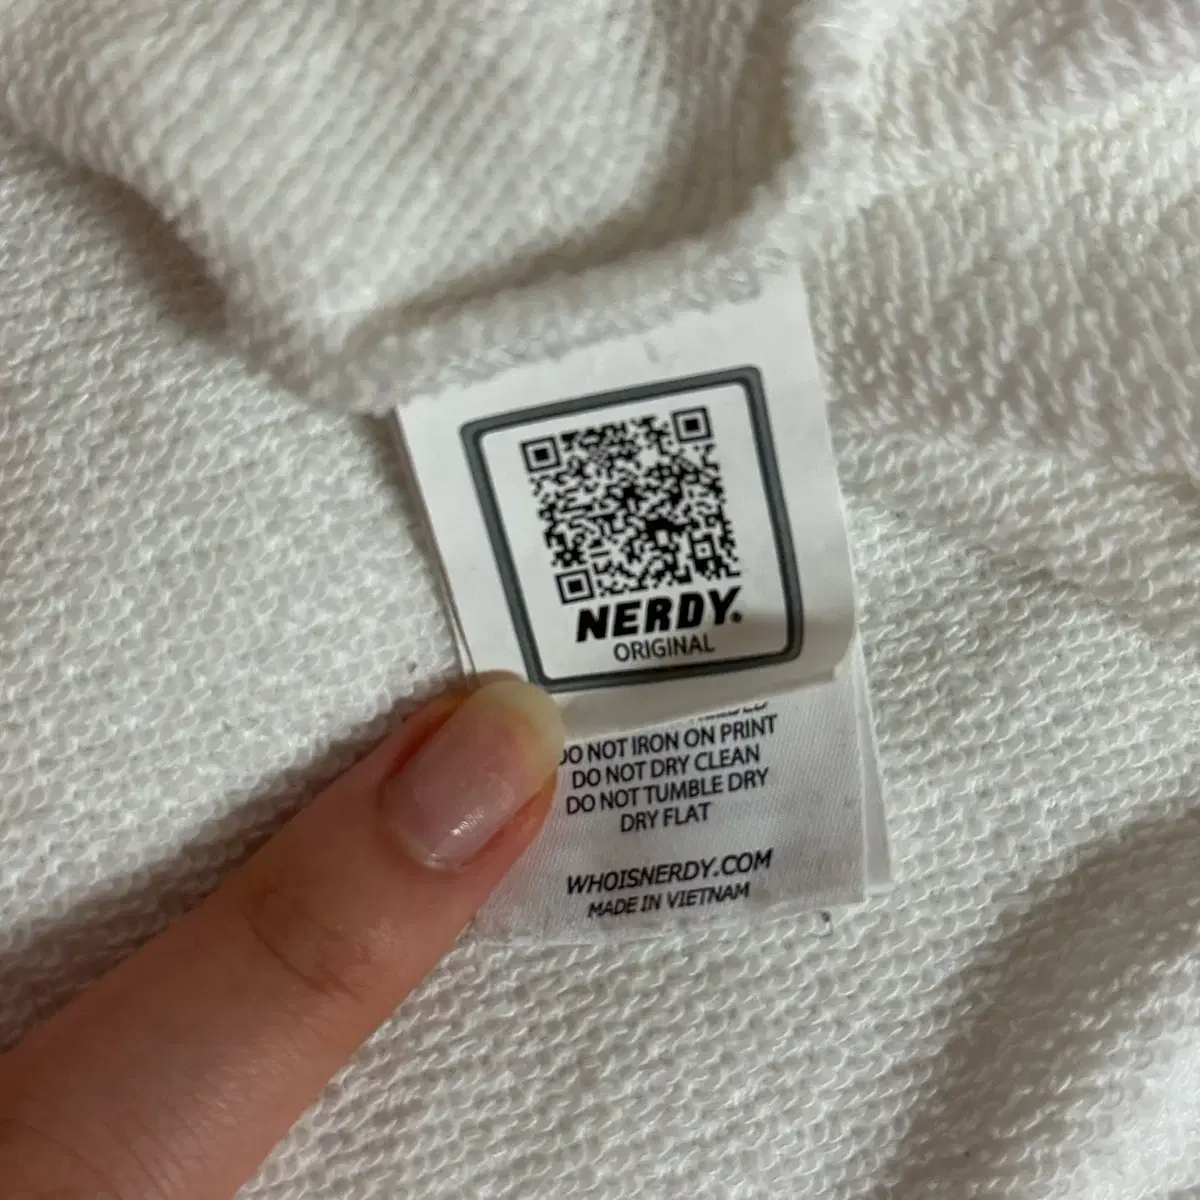 NERDY.
ORIGINAL
DO NOT IRON ON PRINT
DO NOT DRY CLEAN
DO NOT TUMBLE DRY
DRY FLAT
WHOISNERDY.COM
MADE IN VIETNAM